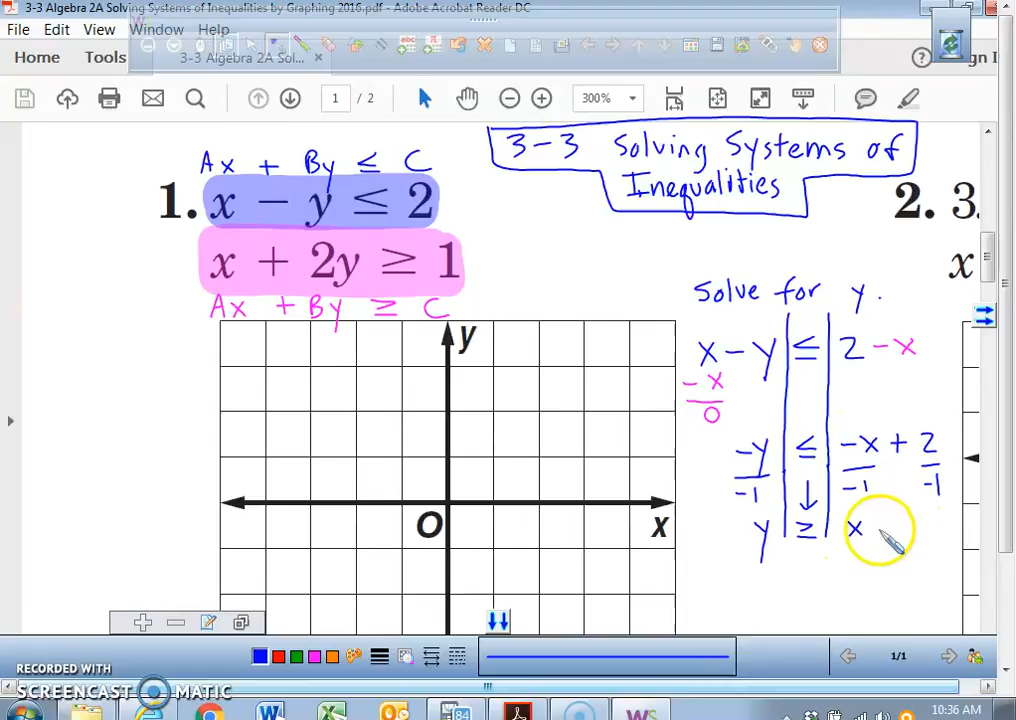 3-3 Algebra 2A Solving Systems of Inequalities by Graphing 2016.pdf - Adobe Acrobat Reader DC
File Edit View Window Help
Home Tools 3-3 Algebra 2A Sol... ×
1 / 2 300%
3-3 Solving Systems of
Inequalities
Ax + By ≤ C
1. x − y ≤ 2
x + 2y ≥ 1
Ax + By ≥ C
2. 3
x
y
O
x
Solve for y.
x − y ≤ 2 − x
− x
0
−y ≤ −x + 2
−1 −1 −1
y ≥ x
1/1
RECORDED WITH
SCREENCAST MATIC
84
10:36 AM